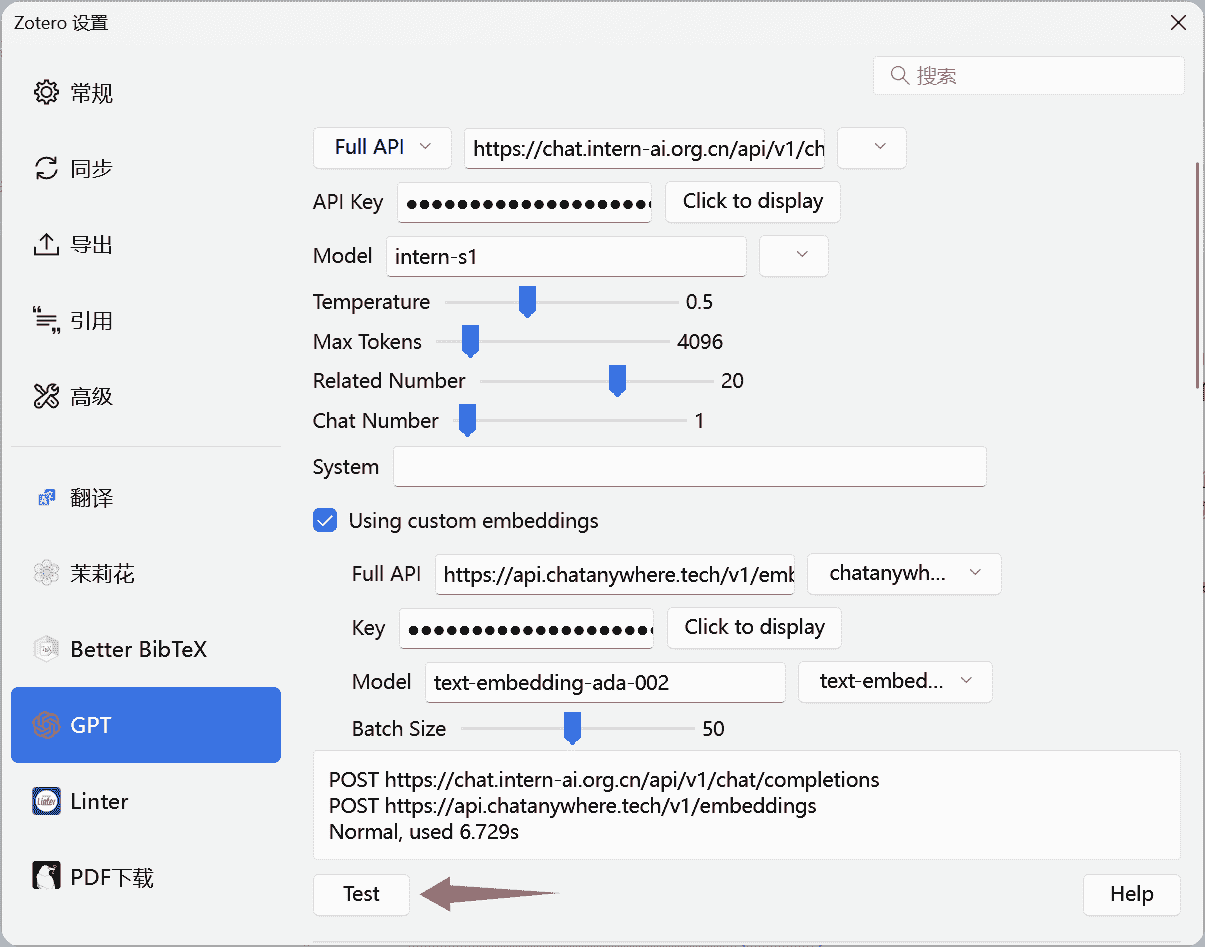 Zotero 设置
搜索
常规
同步
导出
引用
高级
翻译
茉莉花
Better BibTeX
GPT
Linter
PDF下载
Full API https://chat.intern-ai.org.cn/api/v1/ch
API Key ●●●●●●●●●●●●●●●●●●●● Click to display
Model intern-s1
Temperature 0.5
Max Tokens 4096
Related Number 20
Chat Number 1
System
Using custom embeddings
Full API https://api.chatanywhere.tech/v1/emb chatanywh...
Key ●●●●●●●●●●●●●●●●●●●● Click to display
Model text-embedding-ada-002 text-embed...
Batch Size 50
POST https://chat.intern-ai.org.cn/api/v1/chat/completions
POST https://api.chatanywhere.tech/v1/embeddings
Normal, used 6.729s
Test Help